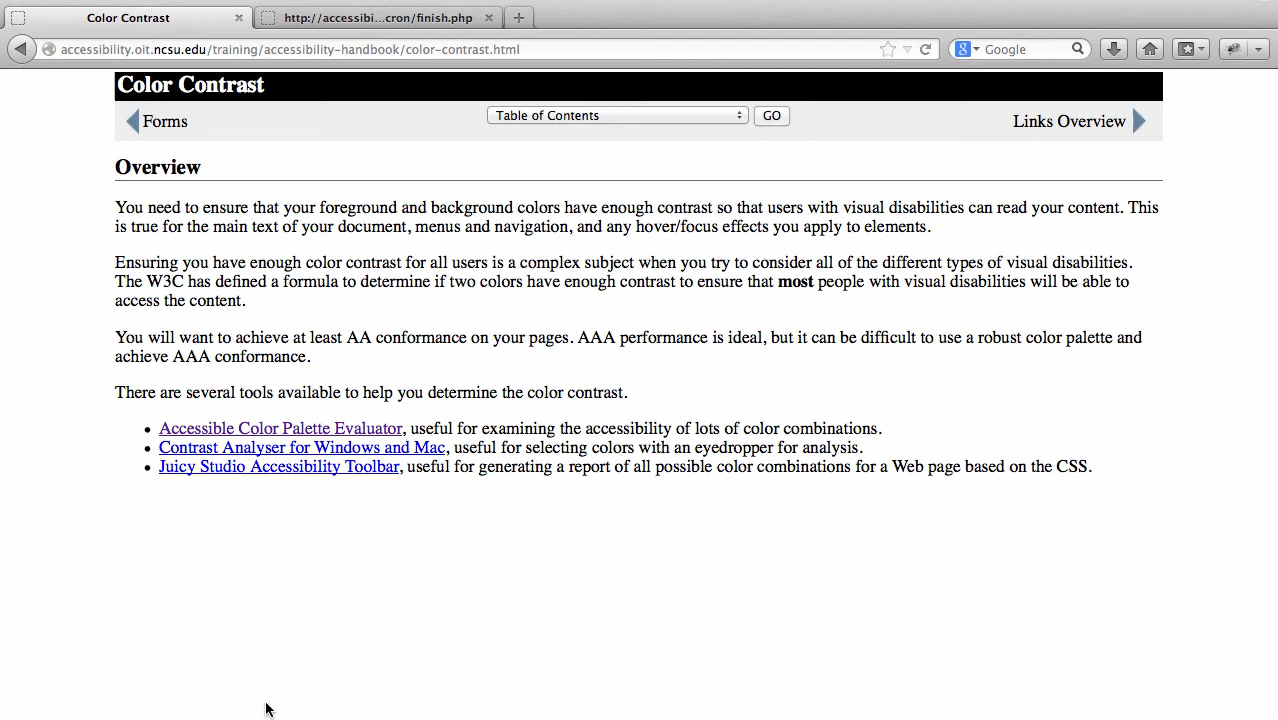 Color Contrast
http://accessibi...cron/finish.php
accessibility.oit.ncsu.edu/training/accessibility-handbook/color-contrast.html
Google
Color Contrast
Forms
Table of Contents
GO
Links Overview
Overview
You need to ensure that your foreground and background colors have enough contrast so that users with visual disabilities can read your content. This
is true for the main text of your document, menus and navigation, and any hover/focus effects you apply to elements.
Ensuring you have enough color contrast for all users is a complex subject when you try to consider all of the different types of visual disabilities.
The W3C has defined a formula to determine if two colors have enough contrast to ensure that most people with visual disabilities will be able to
access the content.
You will want to achieve at least AA conformance on your pages. AAA performance is ideal, but it can be difficult to use a robust color palette and
achieve AAA conformance.
There are several tools available to help you determine the color contrast.
• Accessible Color Palette Evaluator, useful for examining the accessibility of lots of color combinations.
• Contrast Analyser for Windows and Mac, useful for selecting colors with an eyedropper for analysis.
• Juicy Studio Accessibility Toolbar, useful for generating a report of all possible color combinations for a Web page based on the CSS.